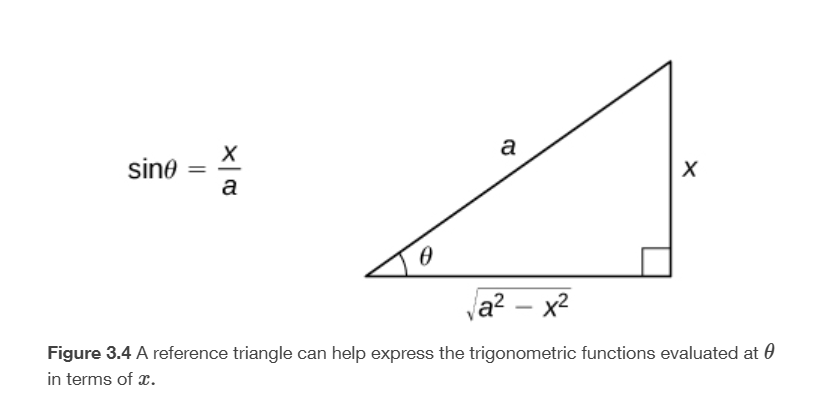 sinθ = x/a
a
x
θ
√a² − x²
Figure 3.4 A reference triangle can help express the trigonometric functions evaluated at θ
in terms of x.